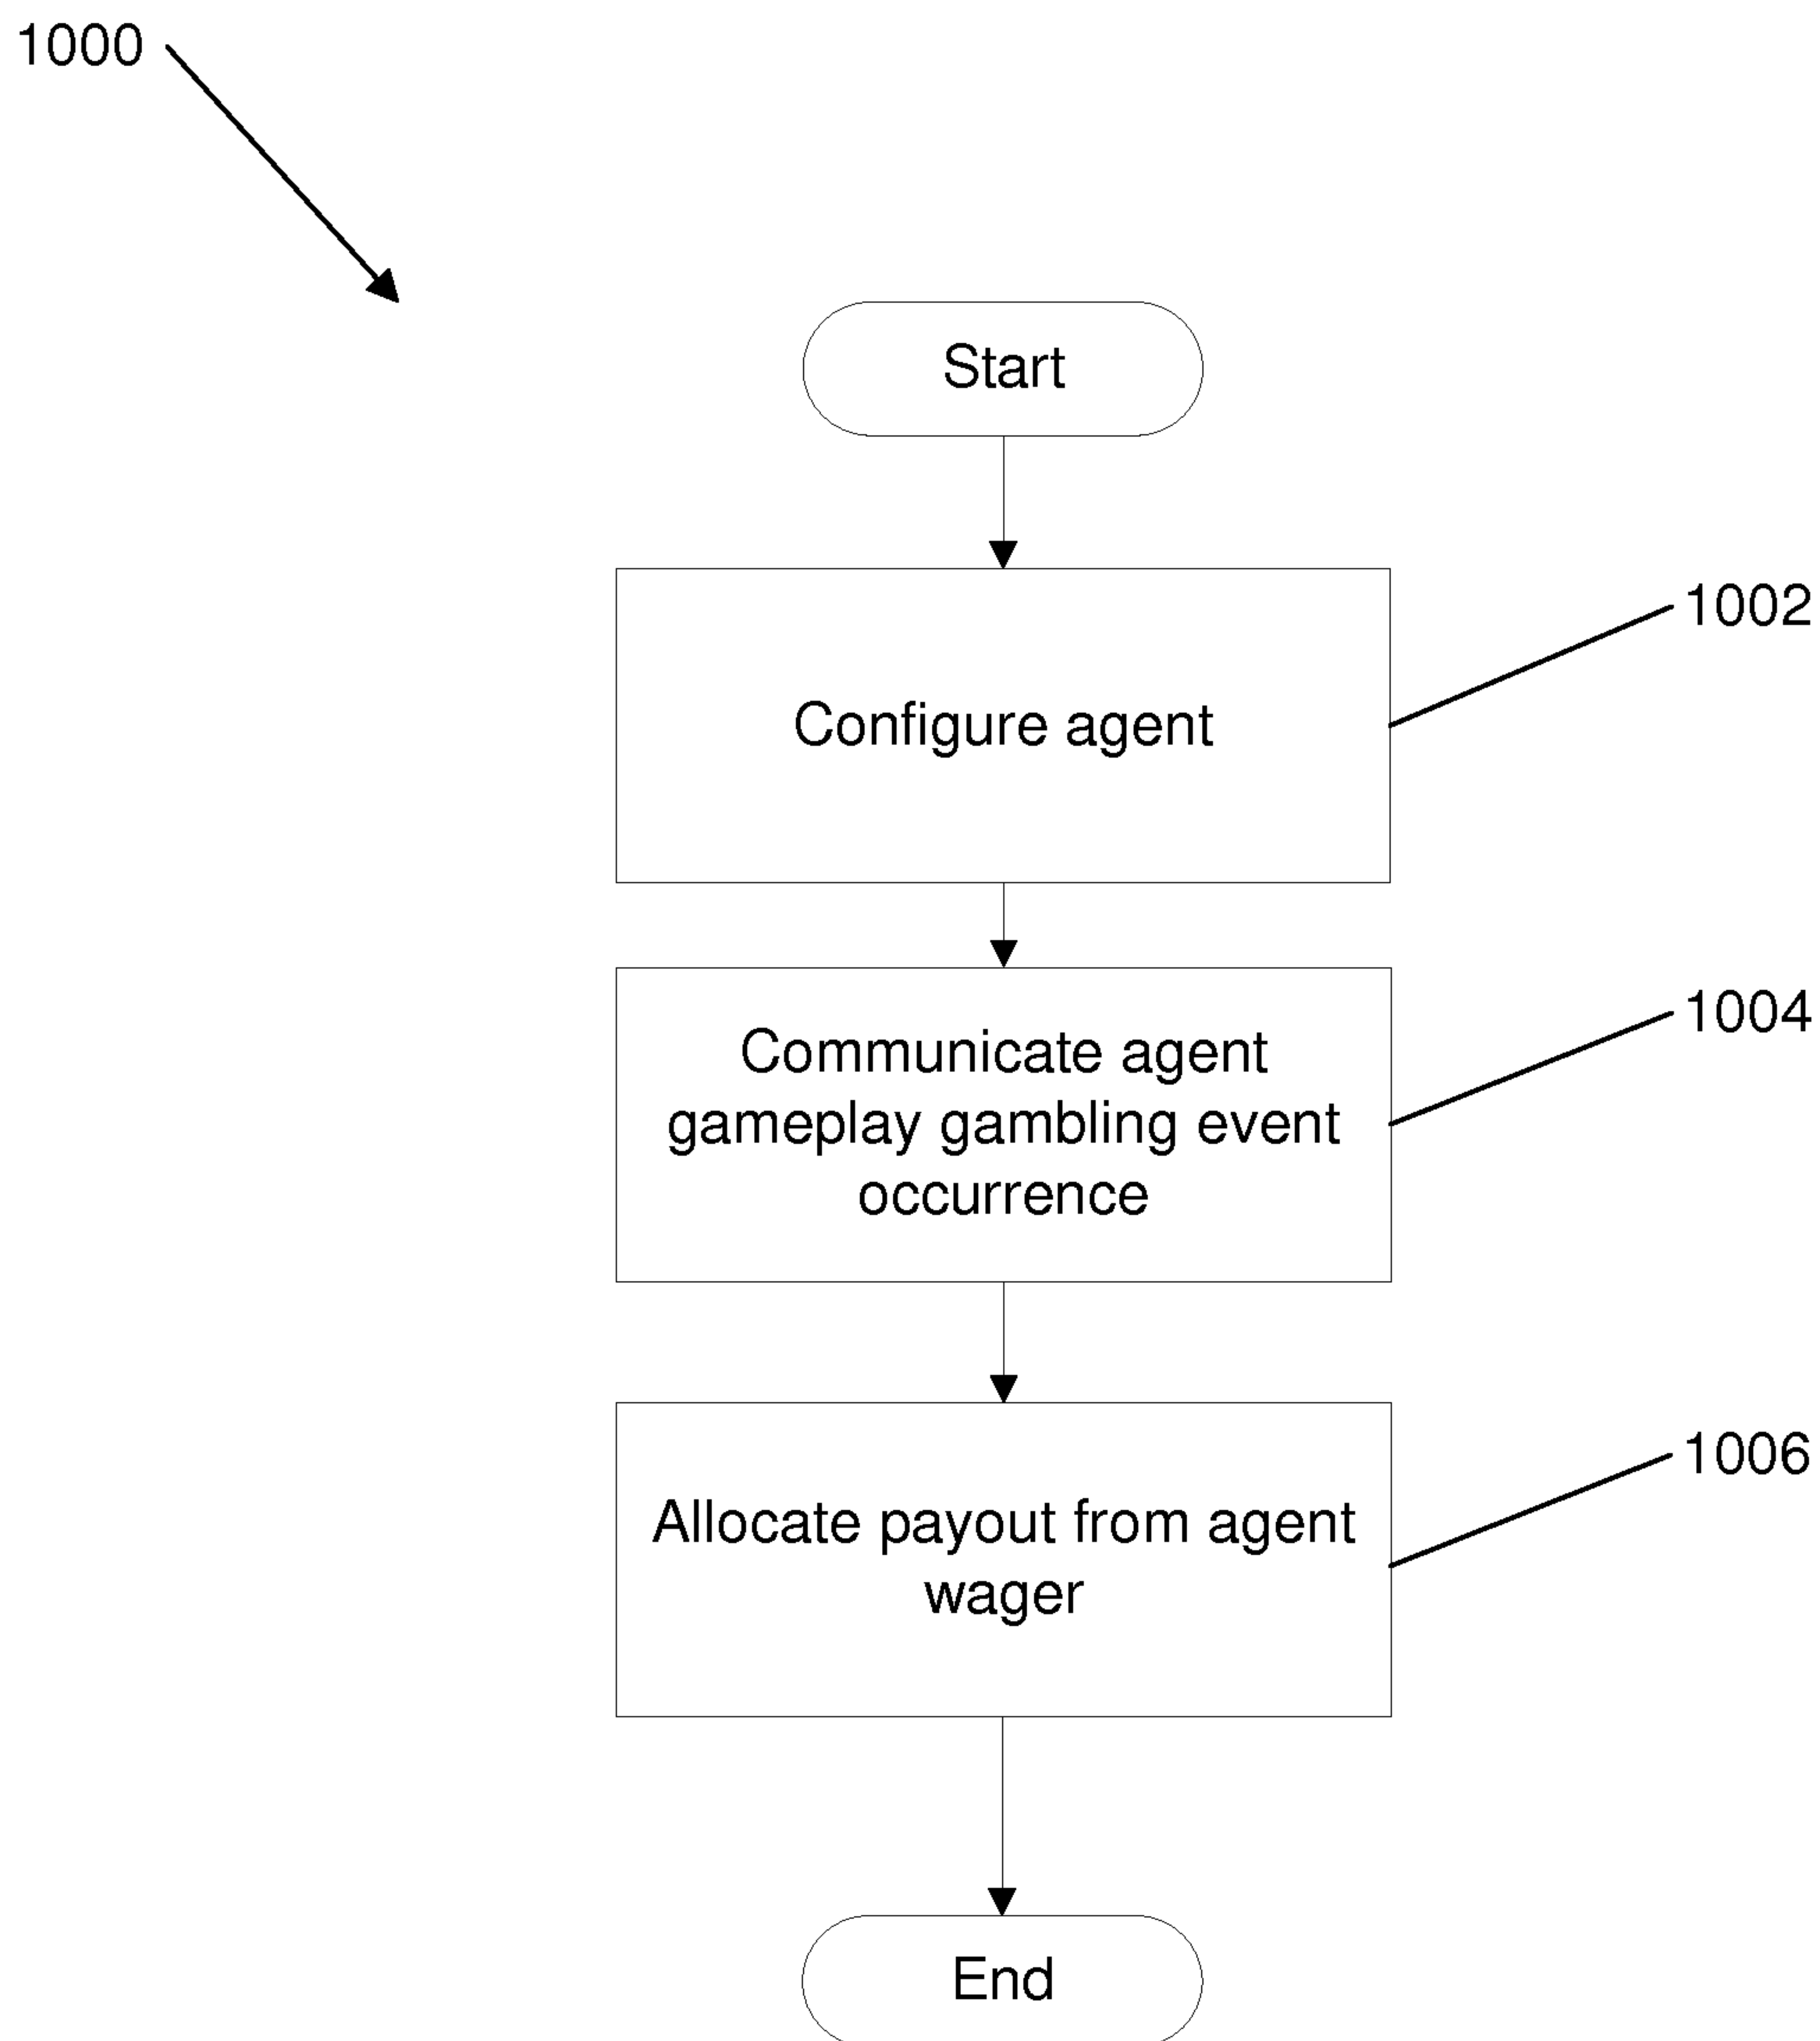 1000
Start
1002
Configure agent
1004
Communicate agent
gameplay gambling event
occurrence
1006
Allocate payout from agent
wager
End